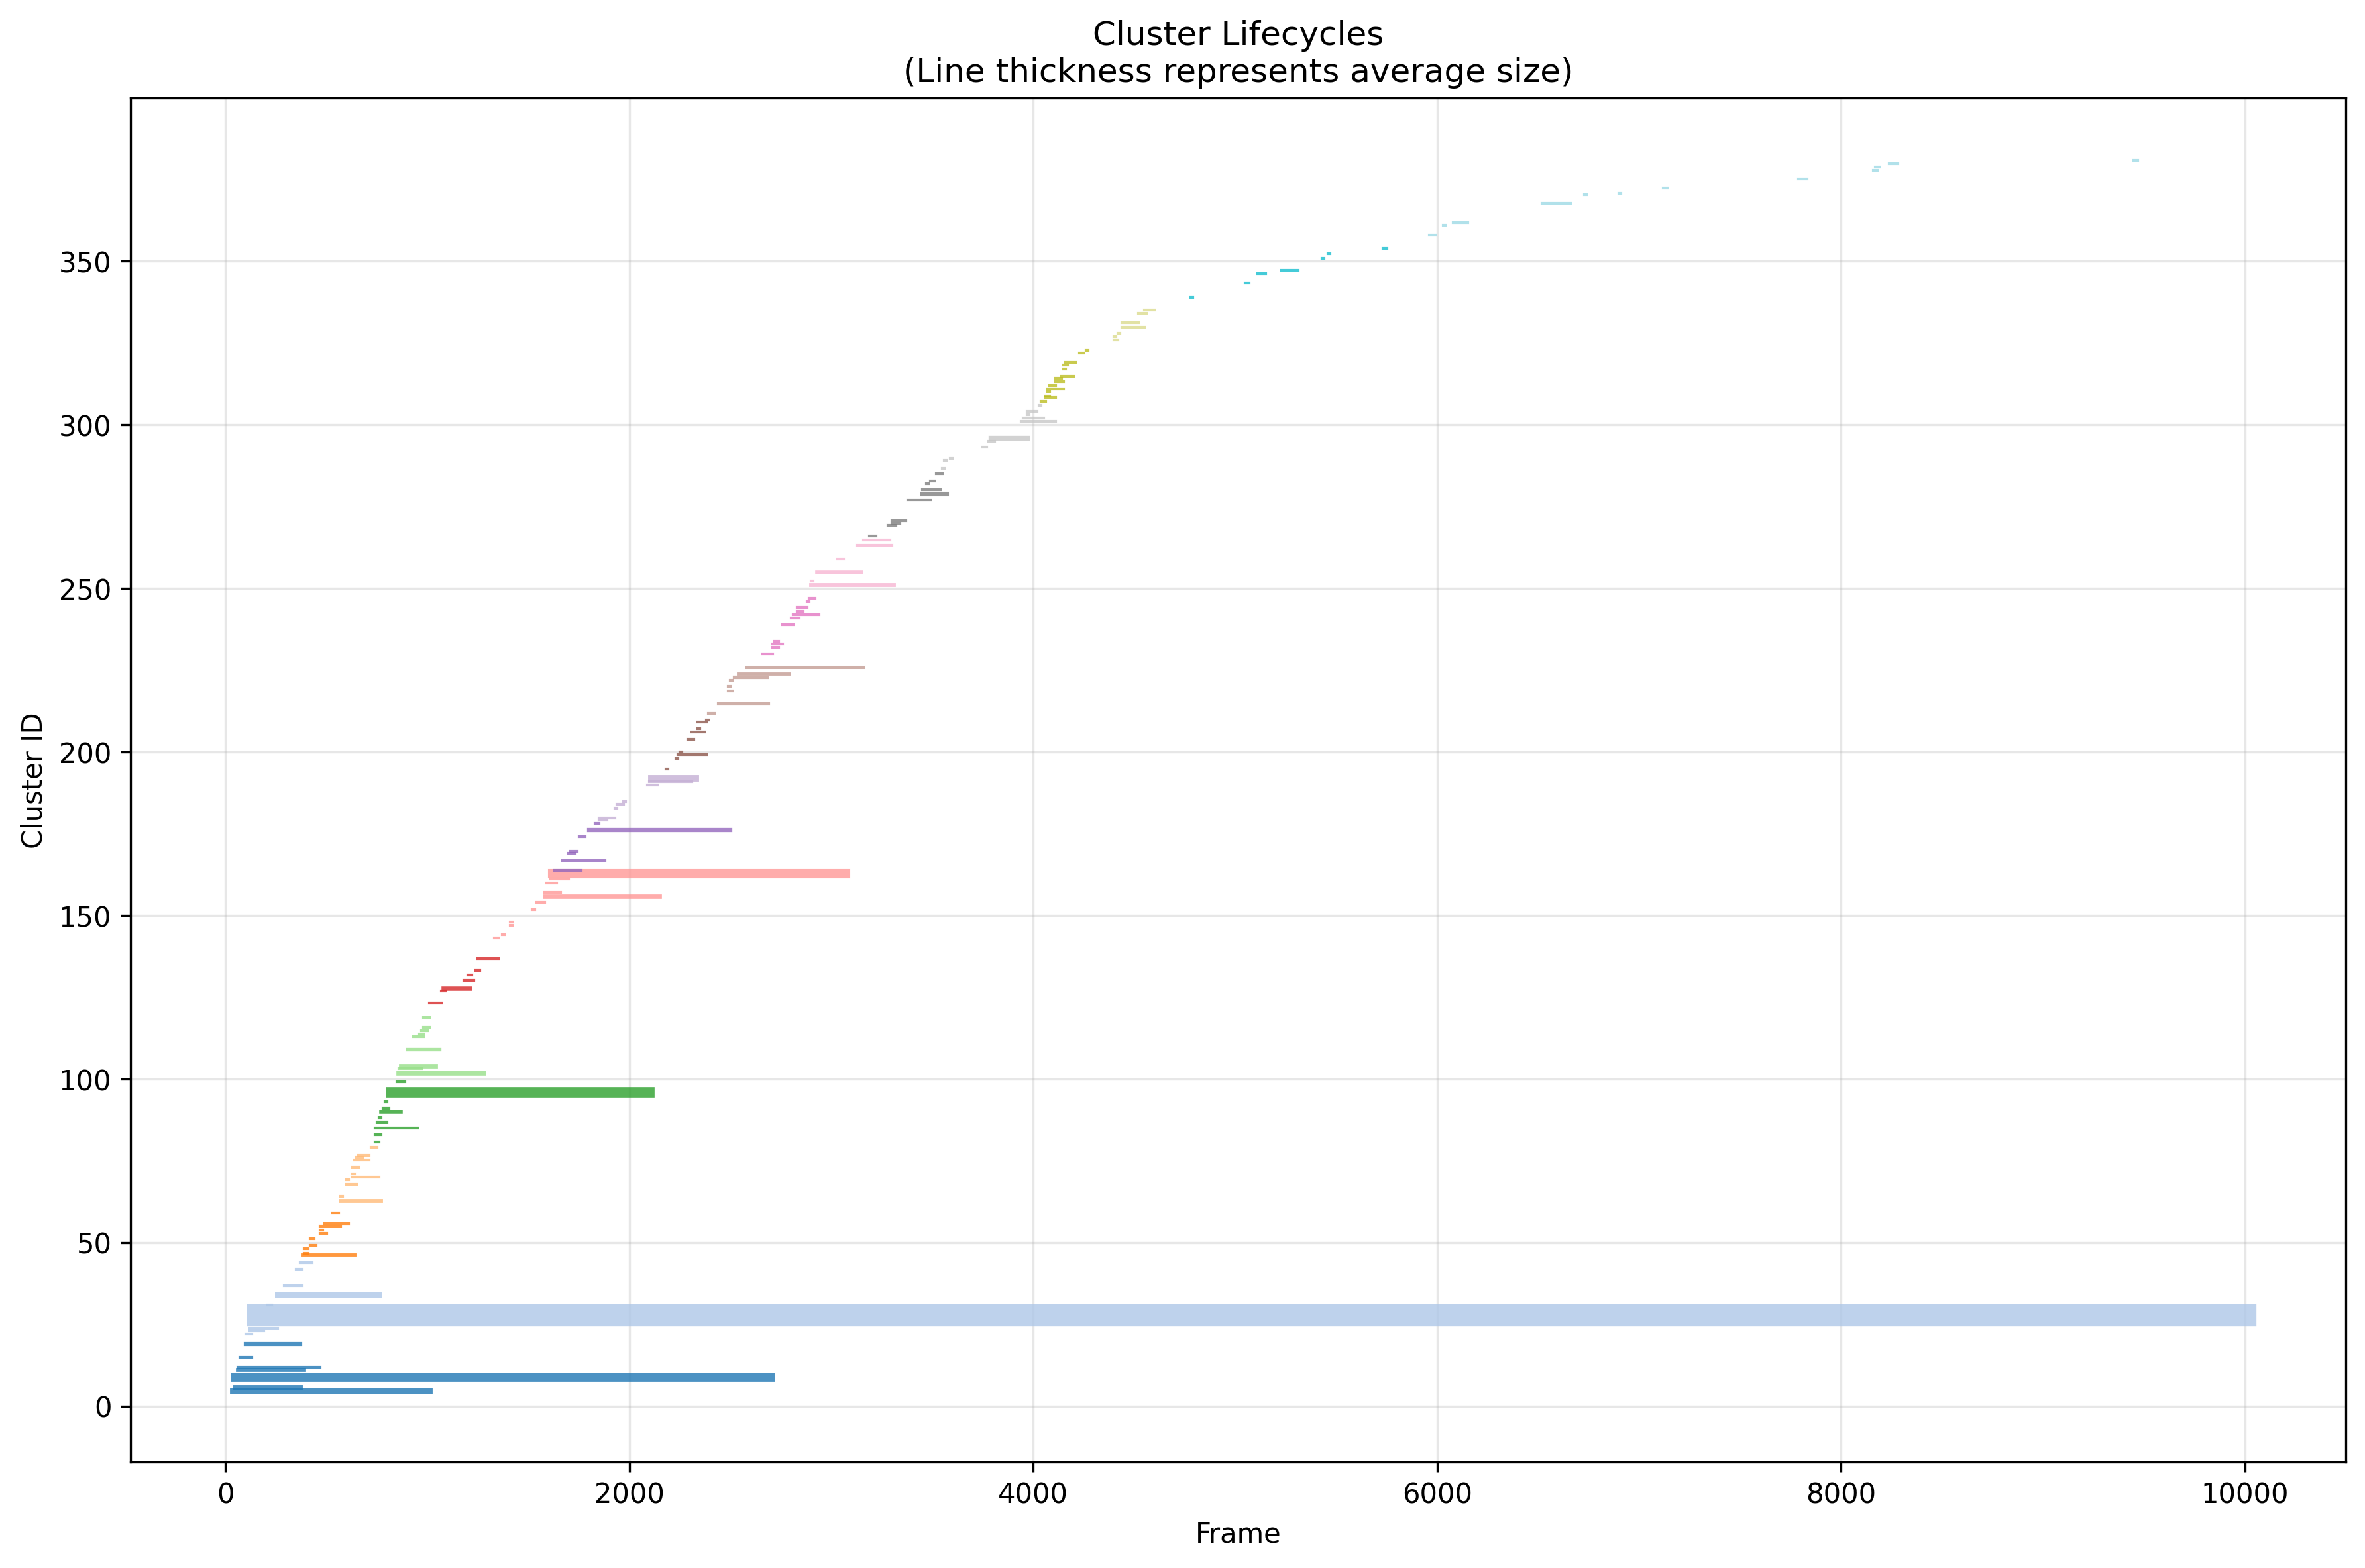 Cluster Lifecycles
(Line thickness represents average size)
Cluster ID
350
300
250
200
150
100
50
0
0 2000 4000 6000 8000 10000
Frame